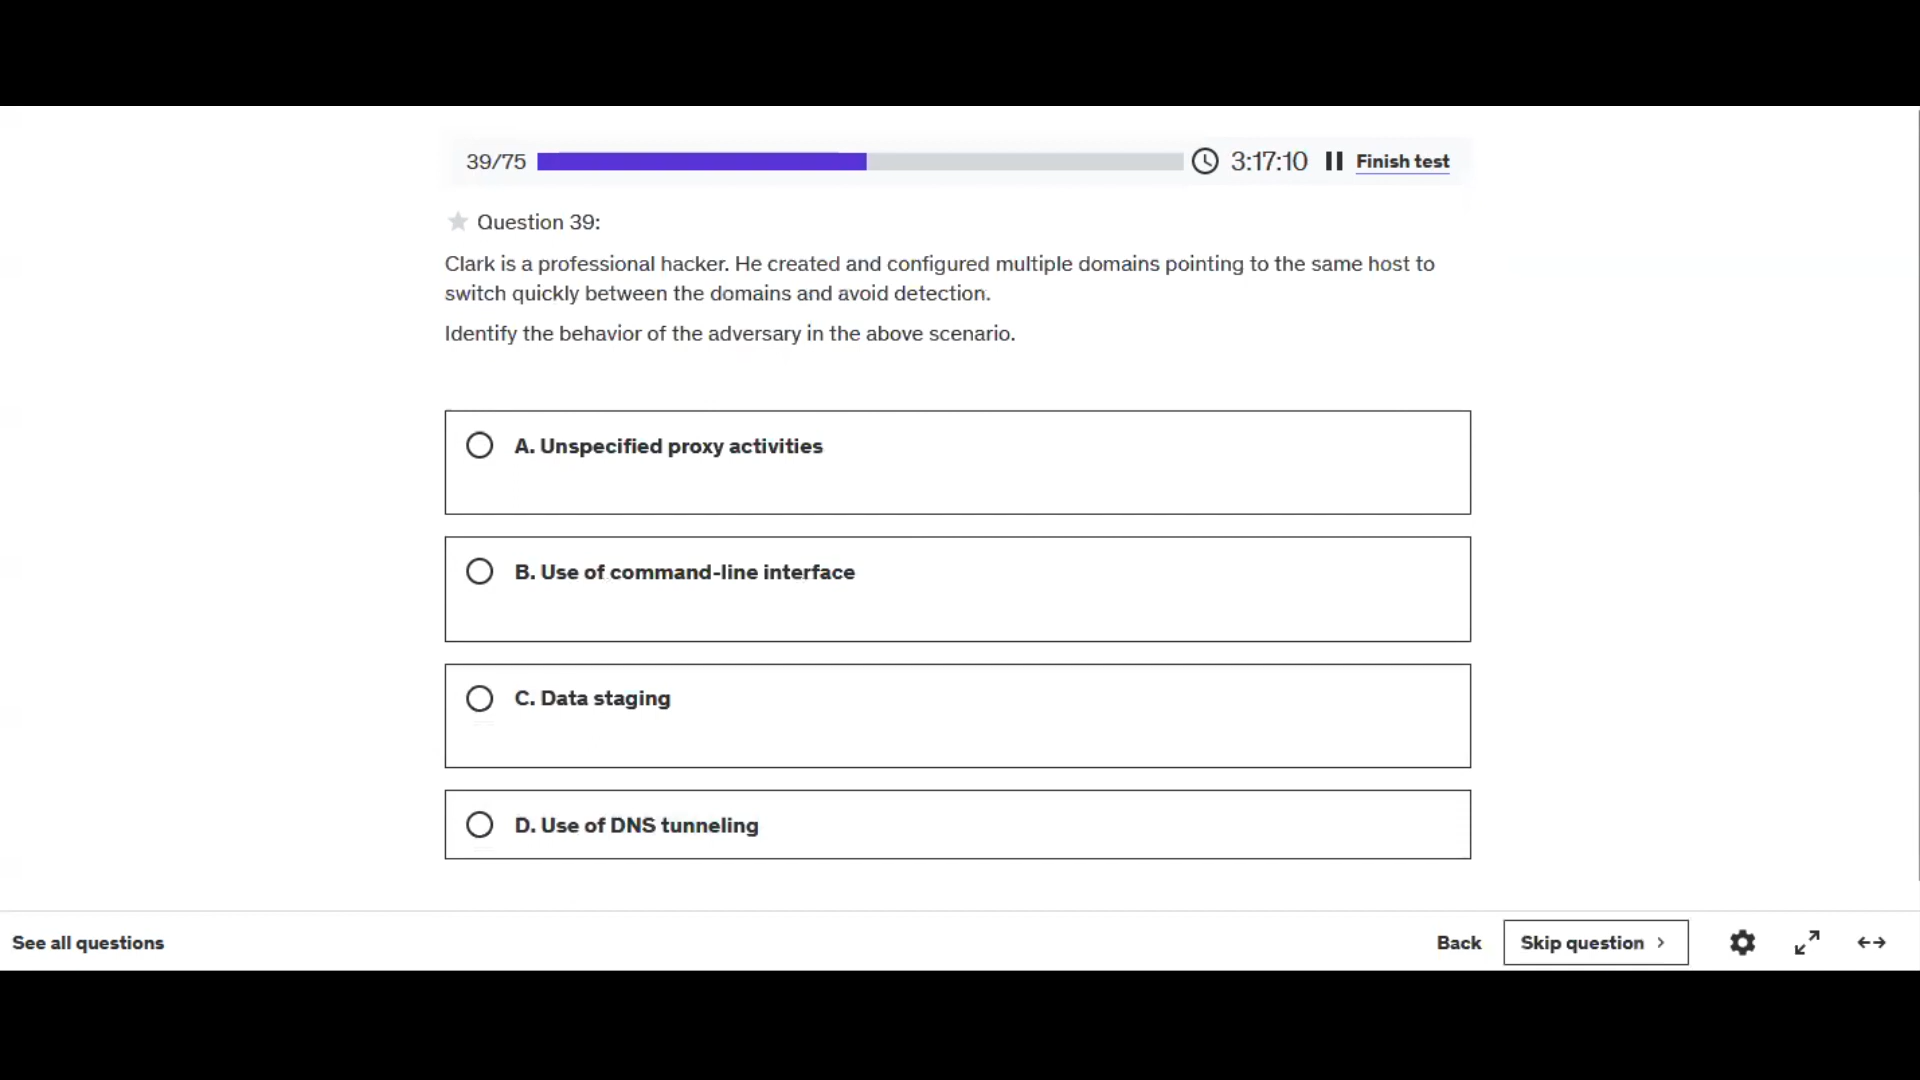 39/75
3:17:10
Finish test
Question 39:
Clark is a professional hacker. He created and configured multiple domains pointing to the same host to
switch quickly between the domains and avoid detection.
Identify the behavior of the adversary in the above scenario.
A. Unspecified proxy activities
B. Use of command-line interface
C. Data staging
D. Use of DNS tunneling
See all questions
Back
Skip question